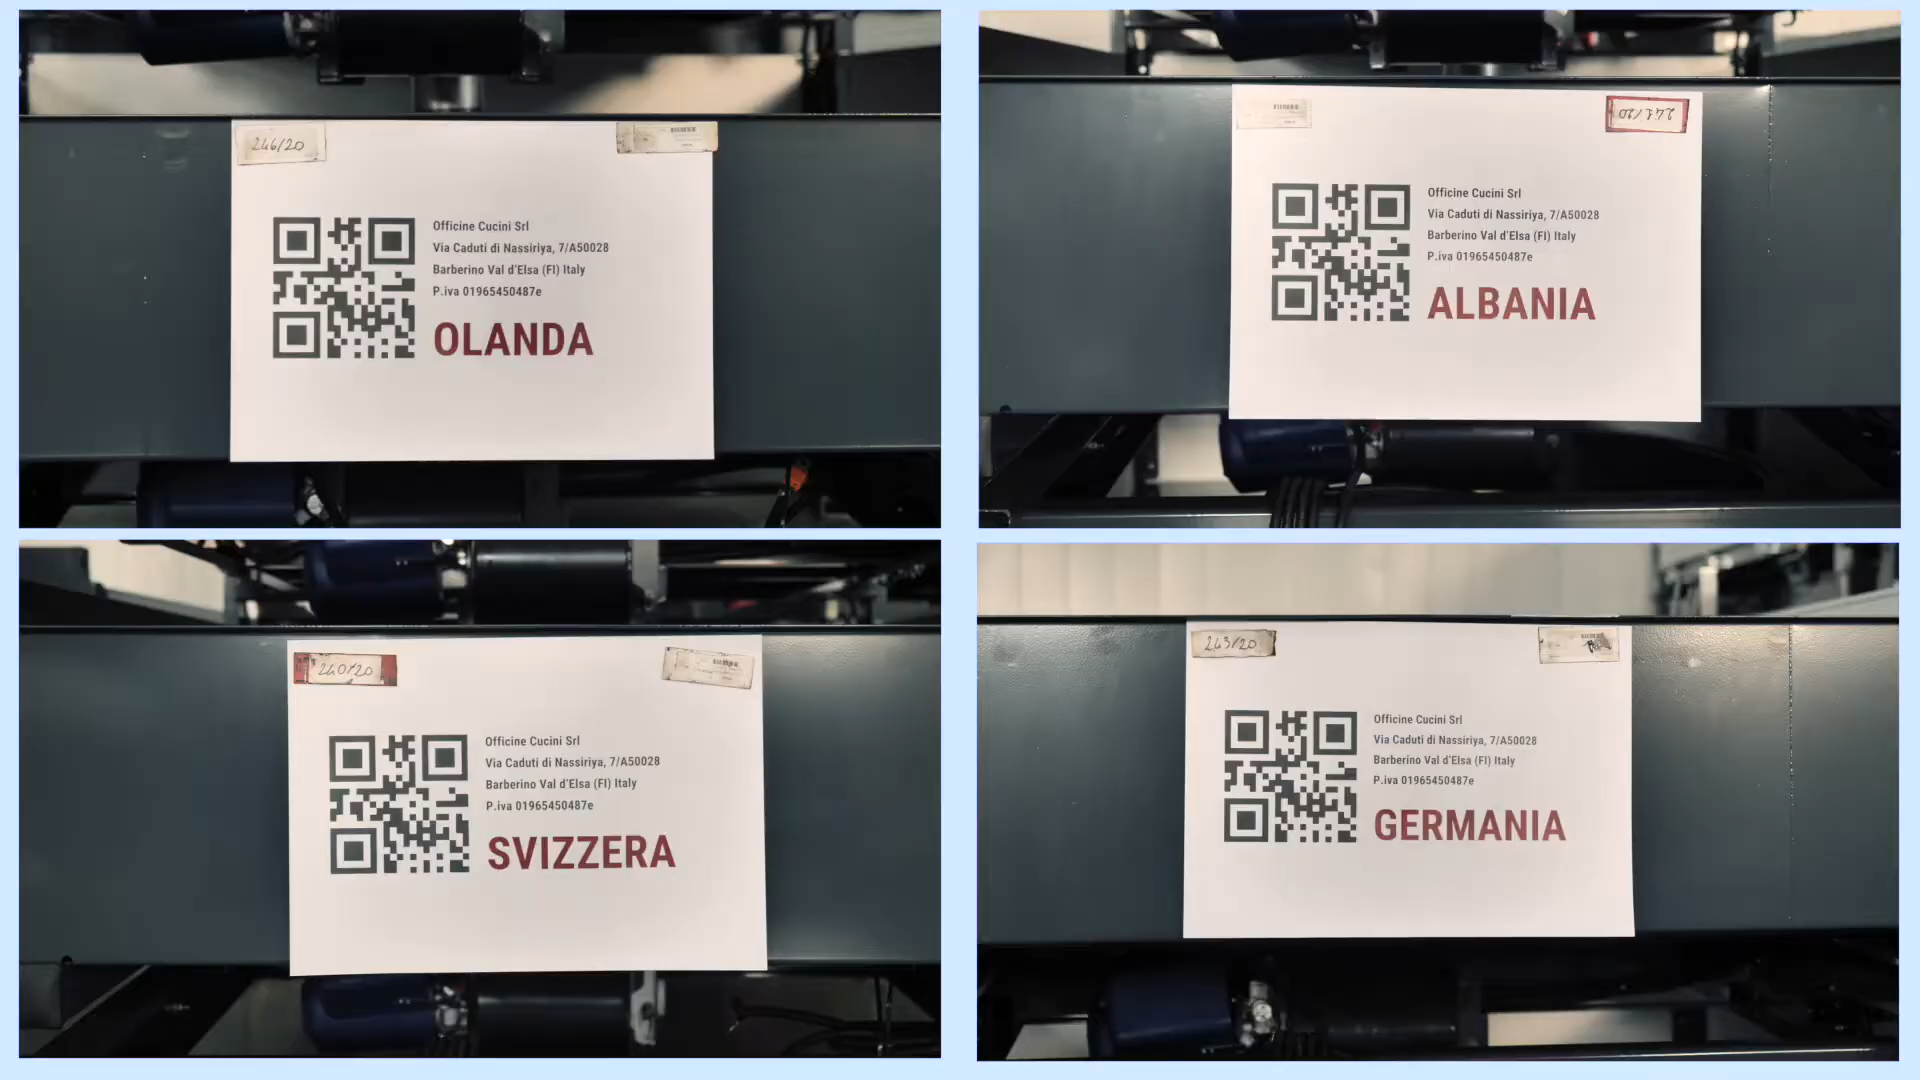 246/20
Officine Cucini Srl
Via Caduti di Nassiriya, 7/A50028
Barberino Val d'Elsa (FI) Italy
P.iva 01965450487e
OLANDA
Officine Cucini Srl
Via Caduti di Nassiriya, 7/A50028
Barberino Val d'Elsa (FI) Italy
P.iva 01965450487e
ALBANIA
240/20
Officine Cucini Srl
Via Caduti di Nassiriya, 7/A50028
Barberino Val d'Elsa (FI) Italy
P.iva 01965450487e
SVIZZERA
243/20
Officine Cucini Srl
Via Caduti di Nassiriya, 7/A50028
Barberino Val d'Elsa (FI) Italy
P.iva 01965450487e
GERMANIA